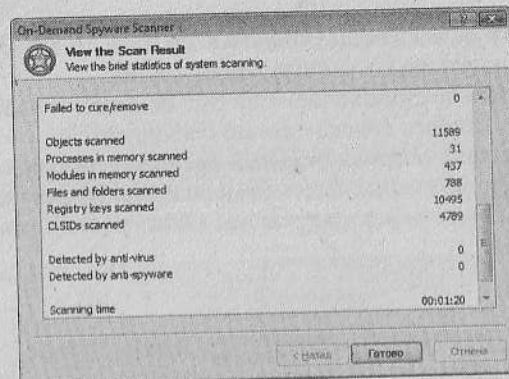 On-Demand Spyware Scanner
View the Scan Result
View the brief statistics of system scanning.
Failed to cure/remove 0
Objects scanned 11589
Processes in memory scanned 31
Modules in memory scanned 437
Files and folders scanned 788
Registry keys scanned 10495
CLSIDs scanned 4789
Detected by anti-virus 0
Detected by anti-spyware 0
Scanning time 00:01:20
< Назад Готово Отмена